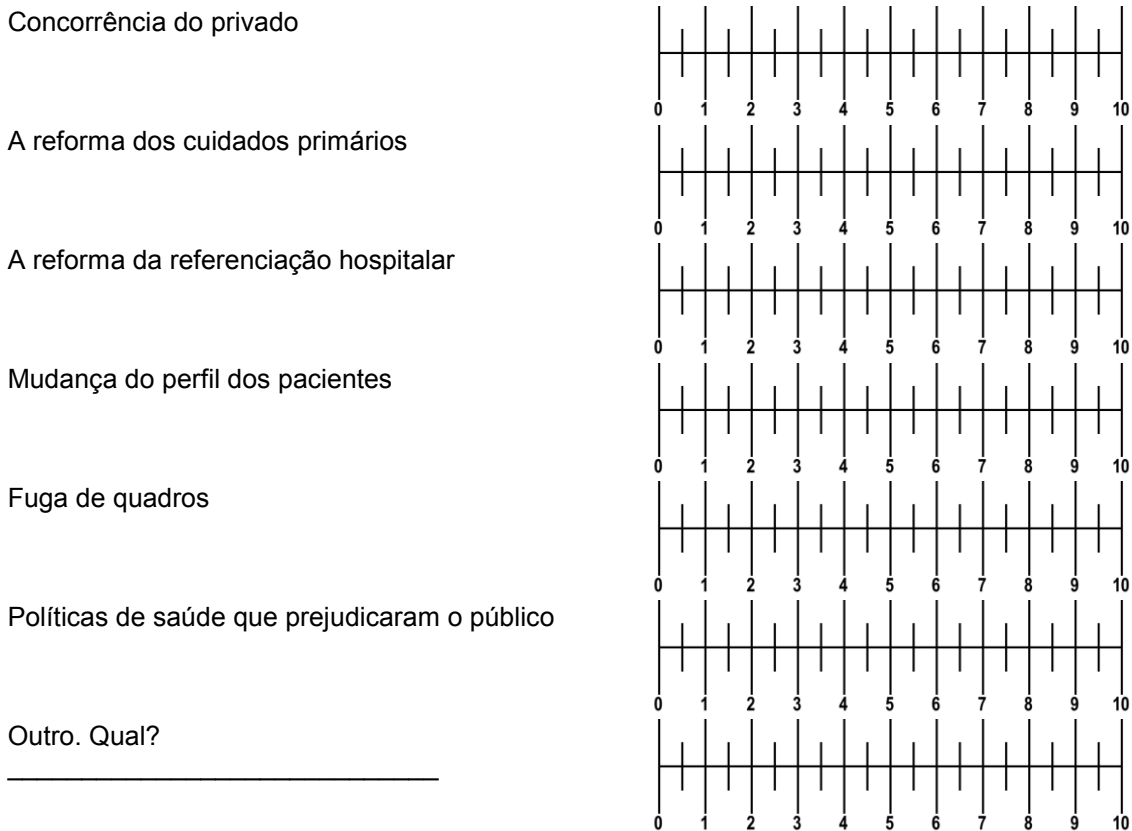 Concorrência do privado
0 1 2 3 4 5 6 7 8 9 10
A reforma dos cuidados primários
0 1 2 3 4 5 6 7 8 9 10
A reforma da referenciação hospitalar
0 1 2 3 4 5 6 7 8 9 10
Mudança do perfil dos pacientes
0 1 2 3 4 5 6 7 8 9 10
Fuga de quadros
0 1 2 3 4 5 6 7 8 9 10
Políticas de saúde que prejudicaram o público
0 1 2 3 4 5 6 7 8 9 10
Outro. Qual?
0 1 2 3 4 5 6 7 8 9 10